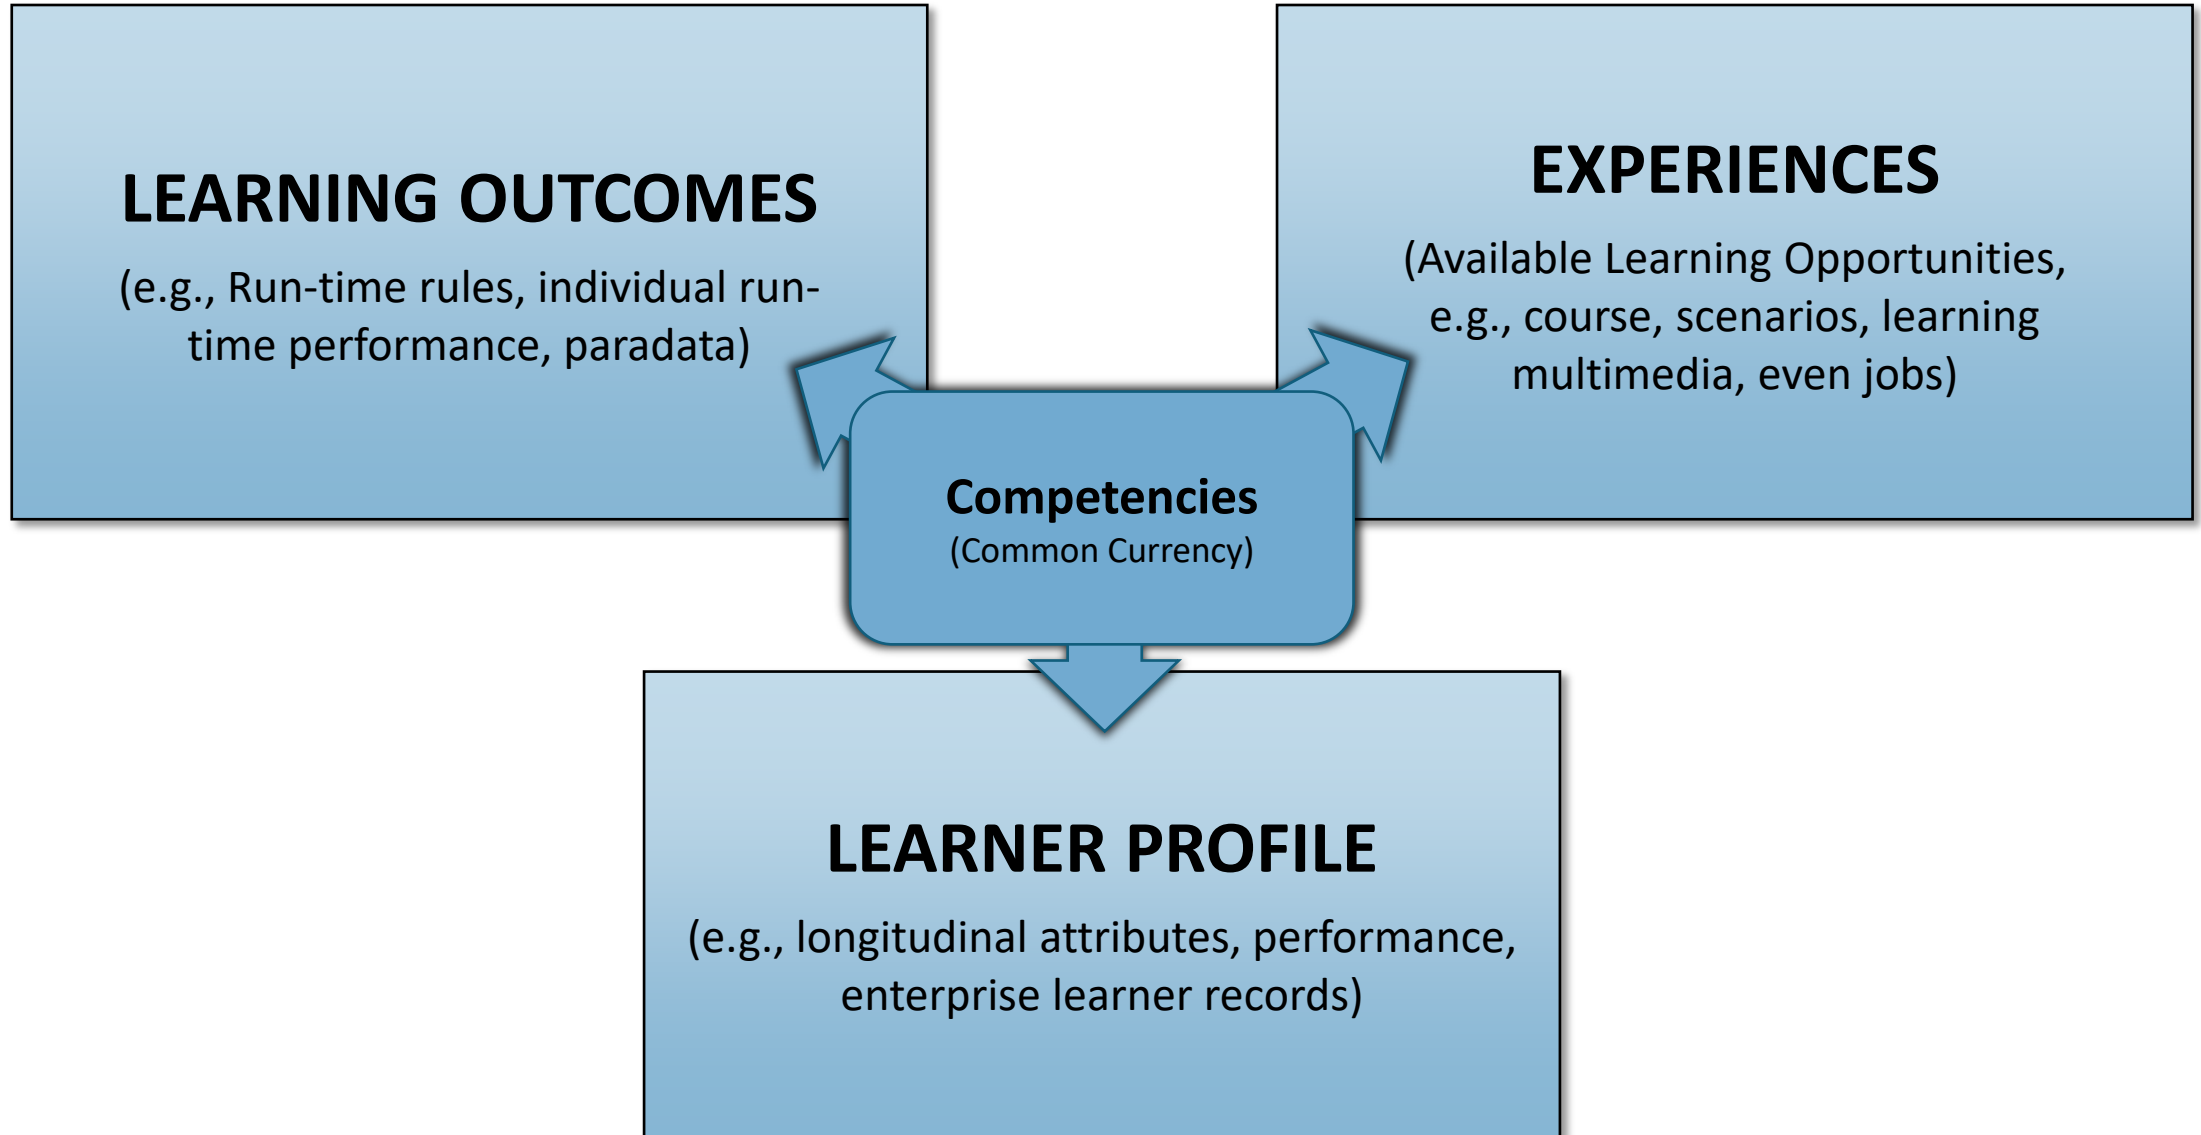 LEARNING OUTCOMES
(e.g., Run-time rules, individual run-
time performance, paradata)
EXPERIENCES
(Available Learning Opportunities,
e.g., course, scenarios, learning
multimedia, even jobs)
Competencies
(Common Currency)
LEARNER PROFILE
(e.g., longitudinal attributes, performance,
enterprise learner records)